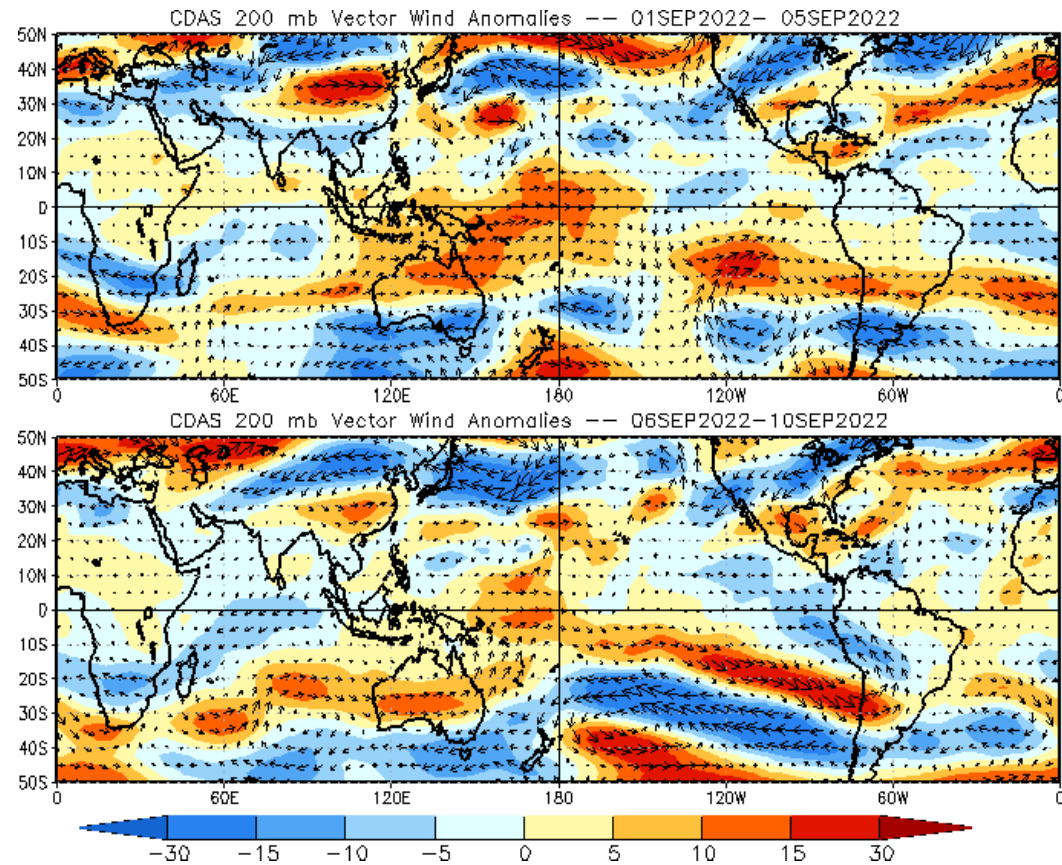 CDAS 200 mb Vector Wind Anomalies -- 01SEP2022- 05SEP2022
50N
40N
30N
20N
10N
0
10S
20S
30S
40S
50S
0 60E 120E 180 120W 60W 0
CDAS 200 mb Vector Wind Anomalies -- 06SEP2022-10SEP2022
50N
40N
30N
20N
10N
0
10S
20S
30S
40S
50S
0 60E 120E 180 120W 60W 0
-30 -15 -10 -5 0 5 10 15 30